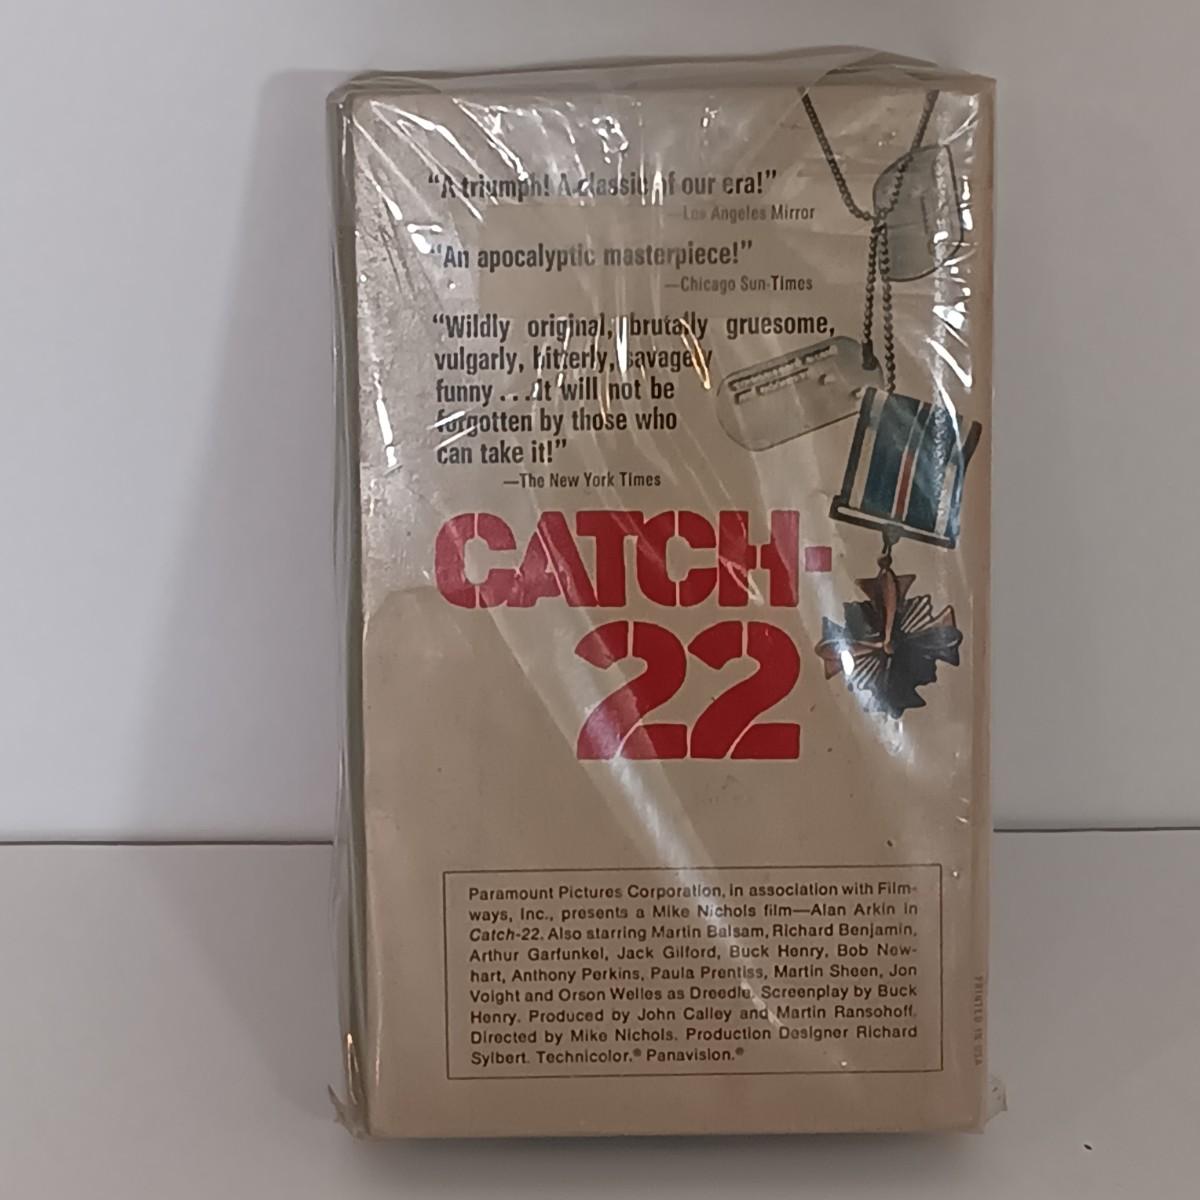 “A triumph! A classic of our era!”
—Los Angeles Mirror
“An apocalyptic masterpiece!”
—Chicago Sun-Times
“Wildly original, brutally gruesome,
vulgarly, bitterly, savagely
funny . . . It will not be
forgotten by those who
can take it!”
—The New York Times
CATCH-
22
Paramount Pictures Corporation, in association with Film-
ways, Inc., presents a Mike Nichols film—Alan Arkin in
Catch-22. Also starring Martin Balsam, Richard Benjamin,
Arthur Garfunkel, Jack Gilford, Buck Henry, Bob New-
hart, Anthony Perkins, Paula Prentiss, Martin Sheen, Jon
Voight and Orson Welles as Dreedle. Screenplay by Buck
Henry. Produced by John Calley and Martin Ransohoff.
Directed by Mike Nichols. Production Designer Richard
Sylbert. Technicolor.® Panavision.®
PRINTED IN USA